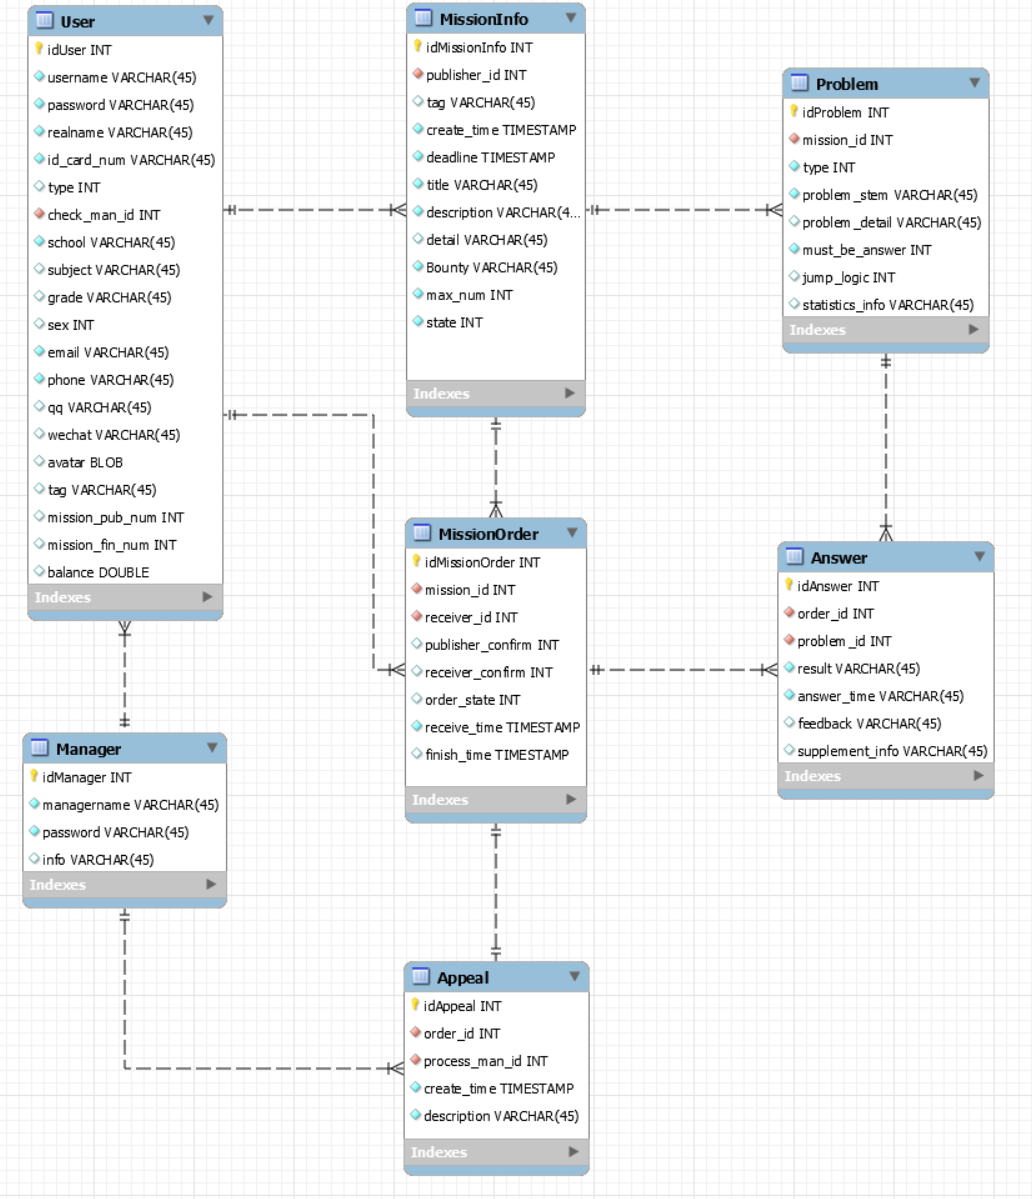 User
idUser INT
username VARCHAR(45)
password VARCHAR(45)
realname VARCHAR(45)
id_card_num VARCHAR(45)
type INT
check_man_id INT
school VARCHAR(45)
subject VARCHAR(45)
grade VARCHAR(45)
sex INT
email VARCHAR(45)
phone VARCHAR(45)
qq VARCHAR(45)
wechat VARCHAR(45)
avatar BLOB
tag VARCHAR(45)
mission_pub_num INT
mission_fin_num INT
balance DOUBLE
Indexes
MissionInfo
idMissionInfo INT
publisher_id INT
tag VARCHAR(45)
create_time TIMESTAMP
deadline TIMESTAMP
title VARCHAR(45)
description VARCHAR(4...
detail VARCHAR(45)
Bounty VARCHAR(45)
max_num INT
state INT
Indexes
Problem
idProblem INT
mission_id INT
type INT
problem_stem VARCHAR(45)
problem_detail VARCHAR(45)
must_be_answer INT
jump_logic INT
statistics_info VARCHAR(45)
Indexes
MissionOrder
idMissionOrder INT
mission_id INT
receiver_id INT
publisher_confirm INT
receiver_confirm INT
order_state INT
receive_time TIMESTAMP
finish_time TIMESTAMP
Indexes
Answer
idAnswer INT
order_id INT
problem_id INT
result VARCHAR(45)
answer_time VARCHAR(45)
feedback VARCHAR(45)
supplement_info VARCHAR(45)
Indexes
Manager
idManager INT
managername VARCHAR(45)
password VARCHAR(45)
info VARCHAR(45)
Indexes
Appeal
idAppeal INT
order_id INT
process_man_id INT
create_time TIMESTAMP
description VARCHAR(45)
Indexes